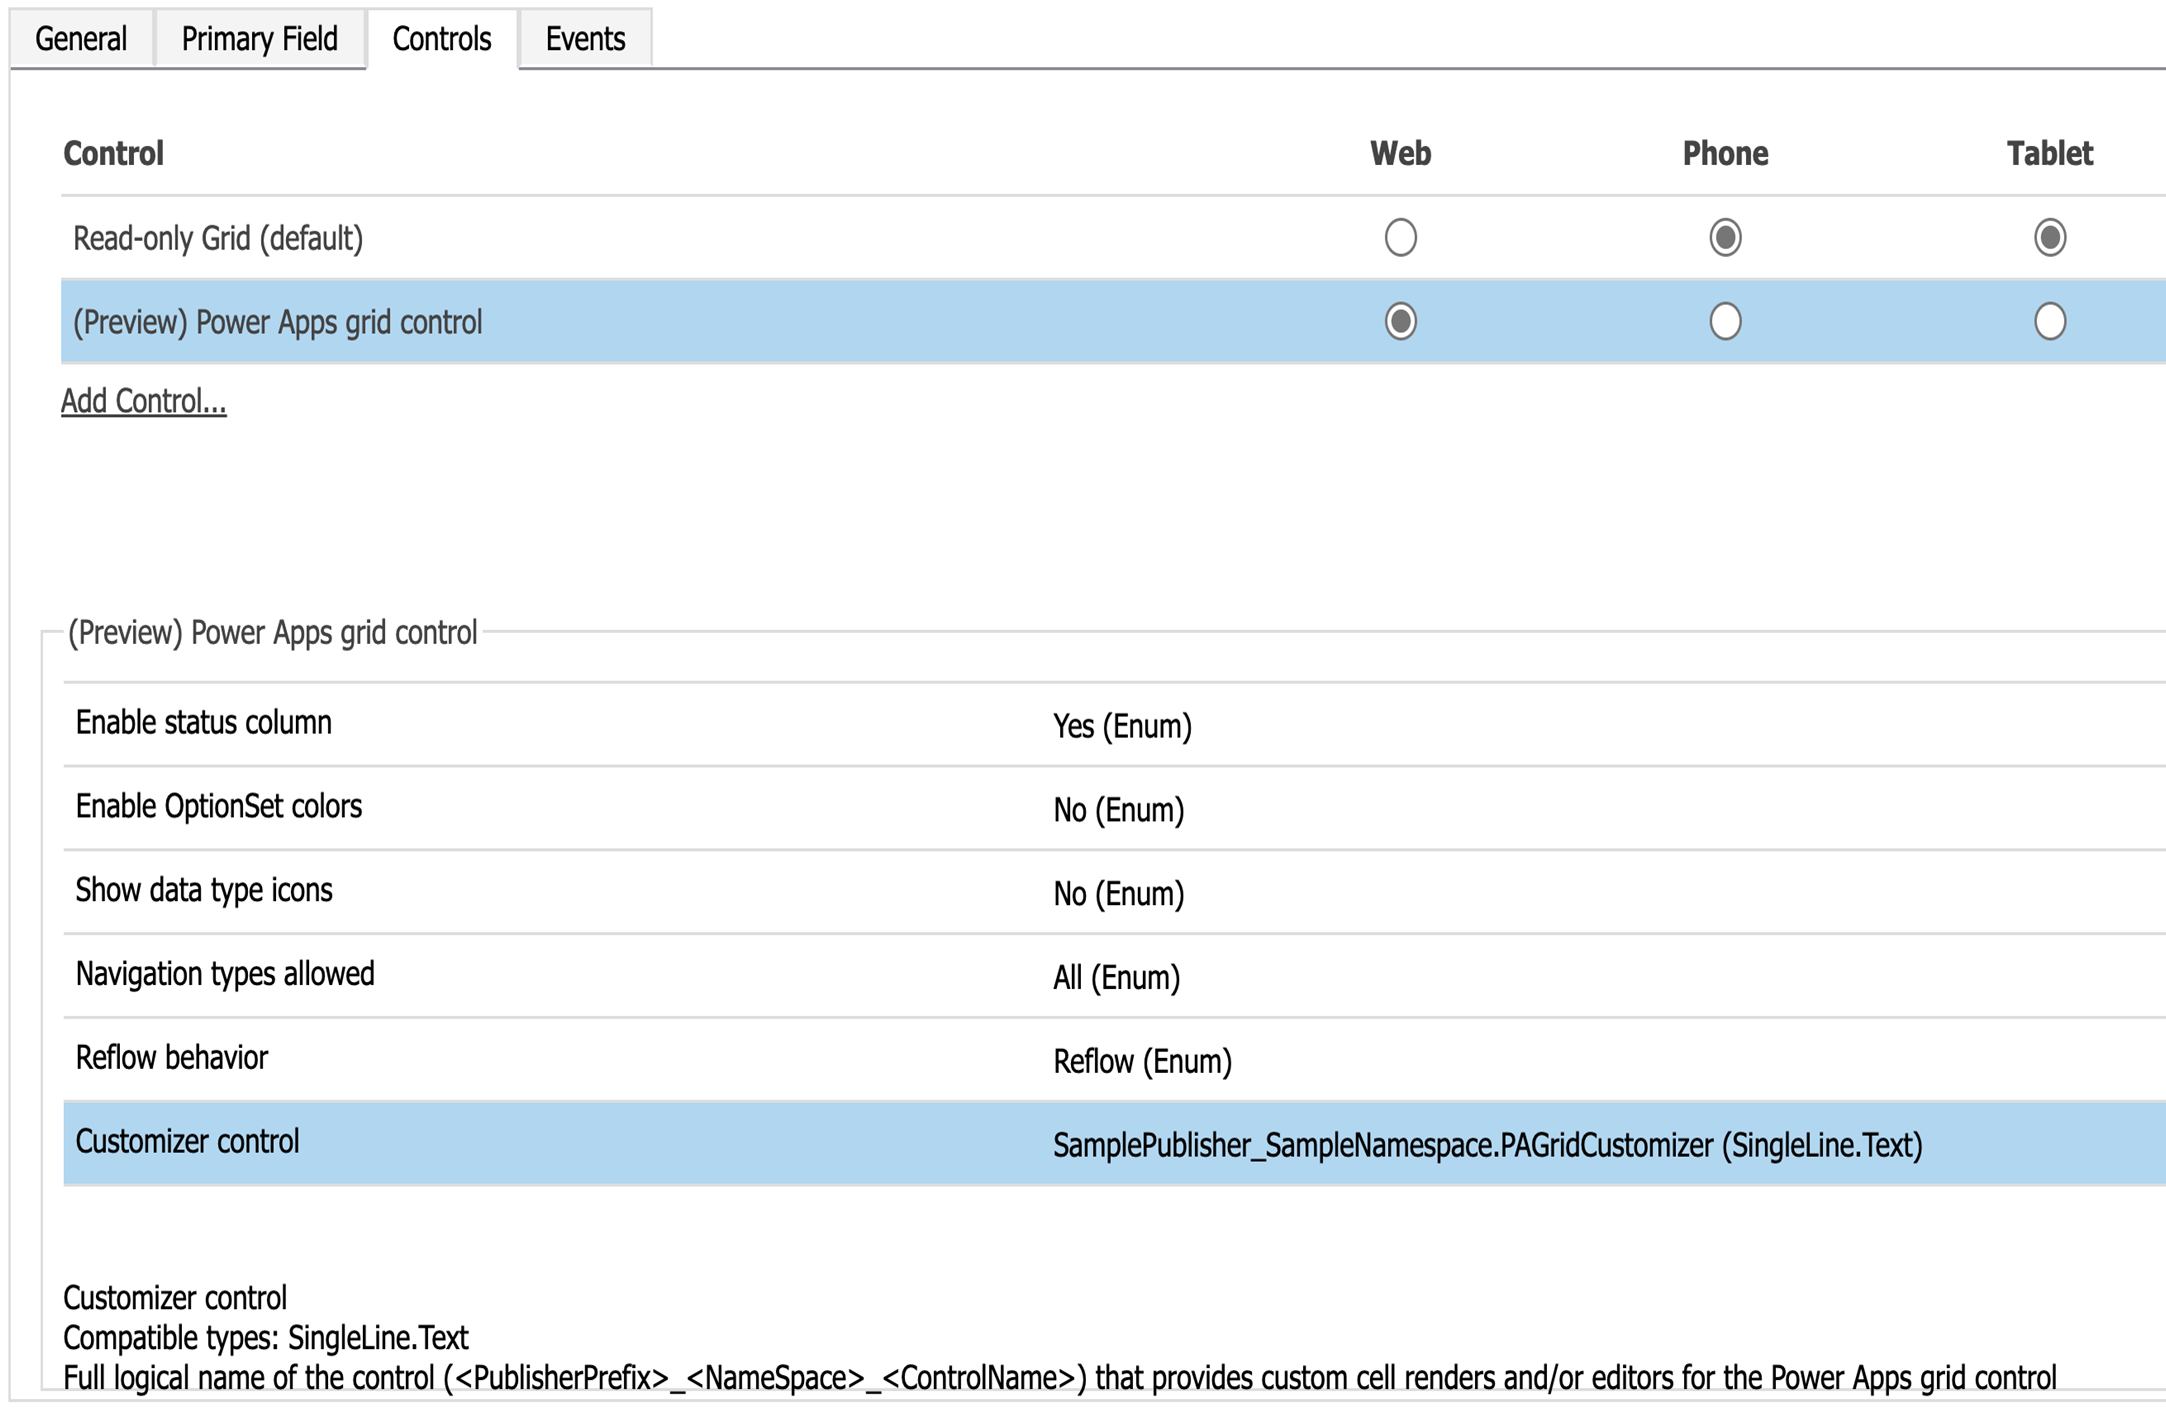 General Primary Field Controls Events
Control Web Phone Tablet
Read-only Grid (default)
(Preview) Power Apps grid control
Add Control...
(Preview) Power Apps grid control
Enable status column Yes (Enum)
Enable OptionSet colors No (Enum)
Show data type icons No (Enum)
Navigation types allowed All (Enum)
Reflow behavior Reflow (Enum)
Customizer control SamplePublisher_SampleNamespace.PAGridCustomizer (SingleLine.Text)
Customizer control
Compatible types: SingleLine.Text
Full logical name of the control (<PublisherPrefix>_<NameSpace>_<ControlName>) that provides custom cell renders and/or editors for the Power Apps grid control